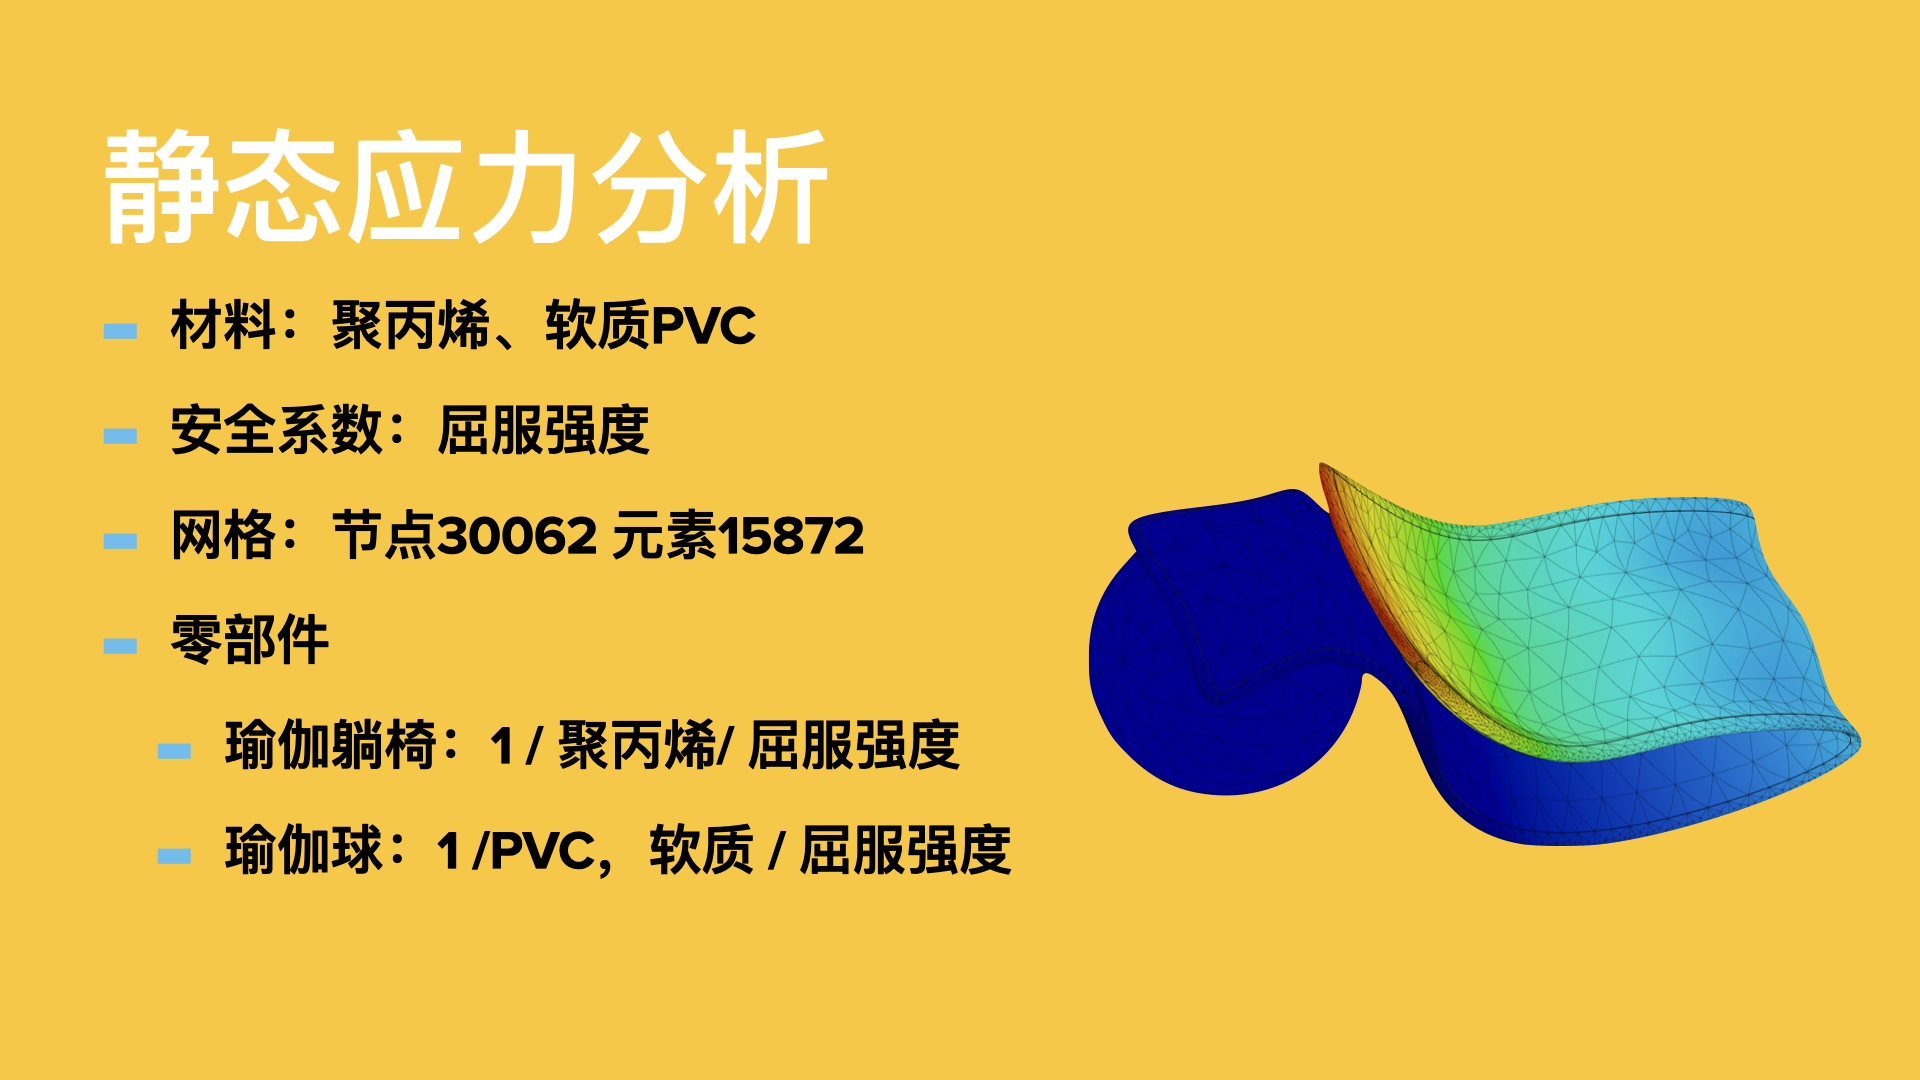 静态应力分析
材料：聚丙烯、软质PVC
安全系数：屈服强度
网格：节点30062 元素15872
零部件
瑜伽躺椅：1 / 聚丙烯/ 屈服强度
瑜伽球：1 /PVC，软质 / 屈服强度